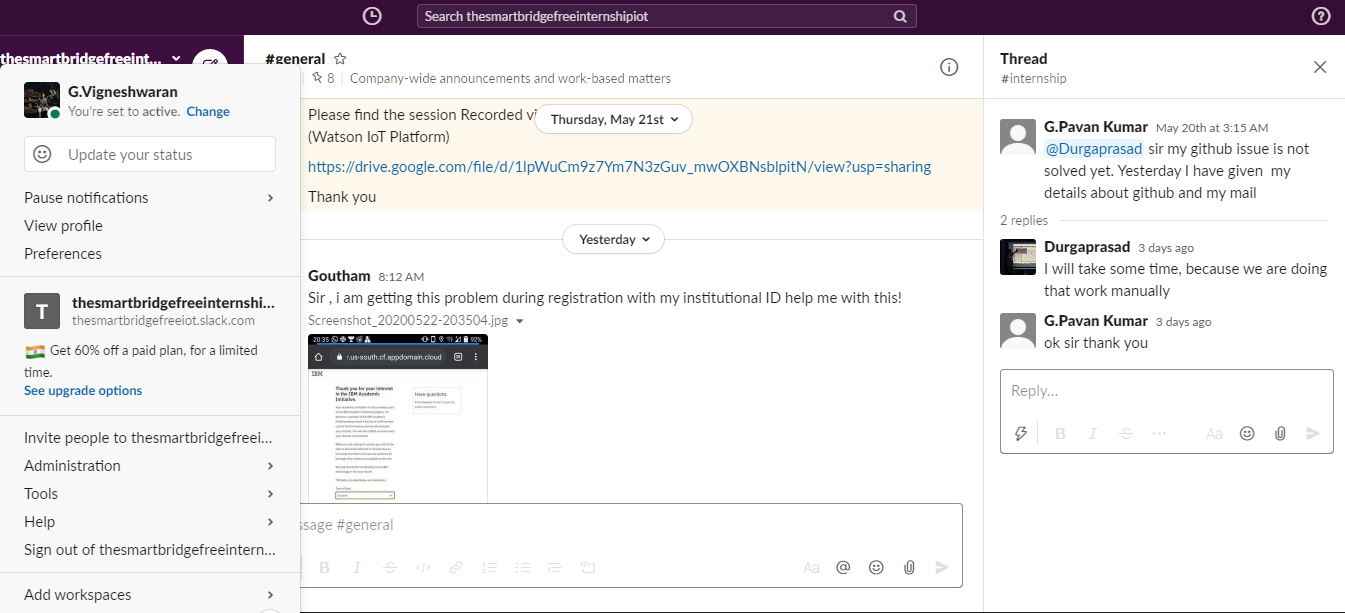 Search thesmartbridgefreeinternshipiot
thesmartbridgefreeint...
G.Vigneshwaran
You're set to active. Change
Update your status
Pause notifications
View profile
Preferences
T
thesmartbridgefreeinternshi...
thesmartbridgefreeiot.slack.com
Get 60% off a paid plan, for a limited
time.
See upgrade options
Invite people to thesmartbridgefreei...
Administration
Tools
Help
Sign out of thesmartbridgefreeintern...
Add workspaces
#general
8 | Company-wide announcements and work-based matters
Thursday, May 21st
Please find the session Recorded
(Watson IoT Platform)
https://drive.google.com/file/d/1lpWuCm9z7Ym7N3zGuv_mwOXBNsblpitN/view?usp=sharing
Thank you
Yesterday
Goutham 8:12 AM
Sir , i am getting this problem during registration with my institutional ID help me with this!
Screenshot_20200522-203504.jpg
20:35
92%
r.us-south.cf.appdomain.cloud
IBM
Thank you for your interest
in the IBM Academic
Initiative.
Have questions
ssage #general
B I S </>
Aa @
Thread
#internship
G.Pavan Kumar May 20th at 3:15 AM
@Durgaprasad sir my github issue is not
solved yet. Yesterday I have given my
details about github and my mail
2 replies
Durgaprasad 3 days ago
I will take some time, because we are doing
that work manually
G.Pavan Kumar 3 days ago
ok sir thank you
Reply...
B I S ... Aa